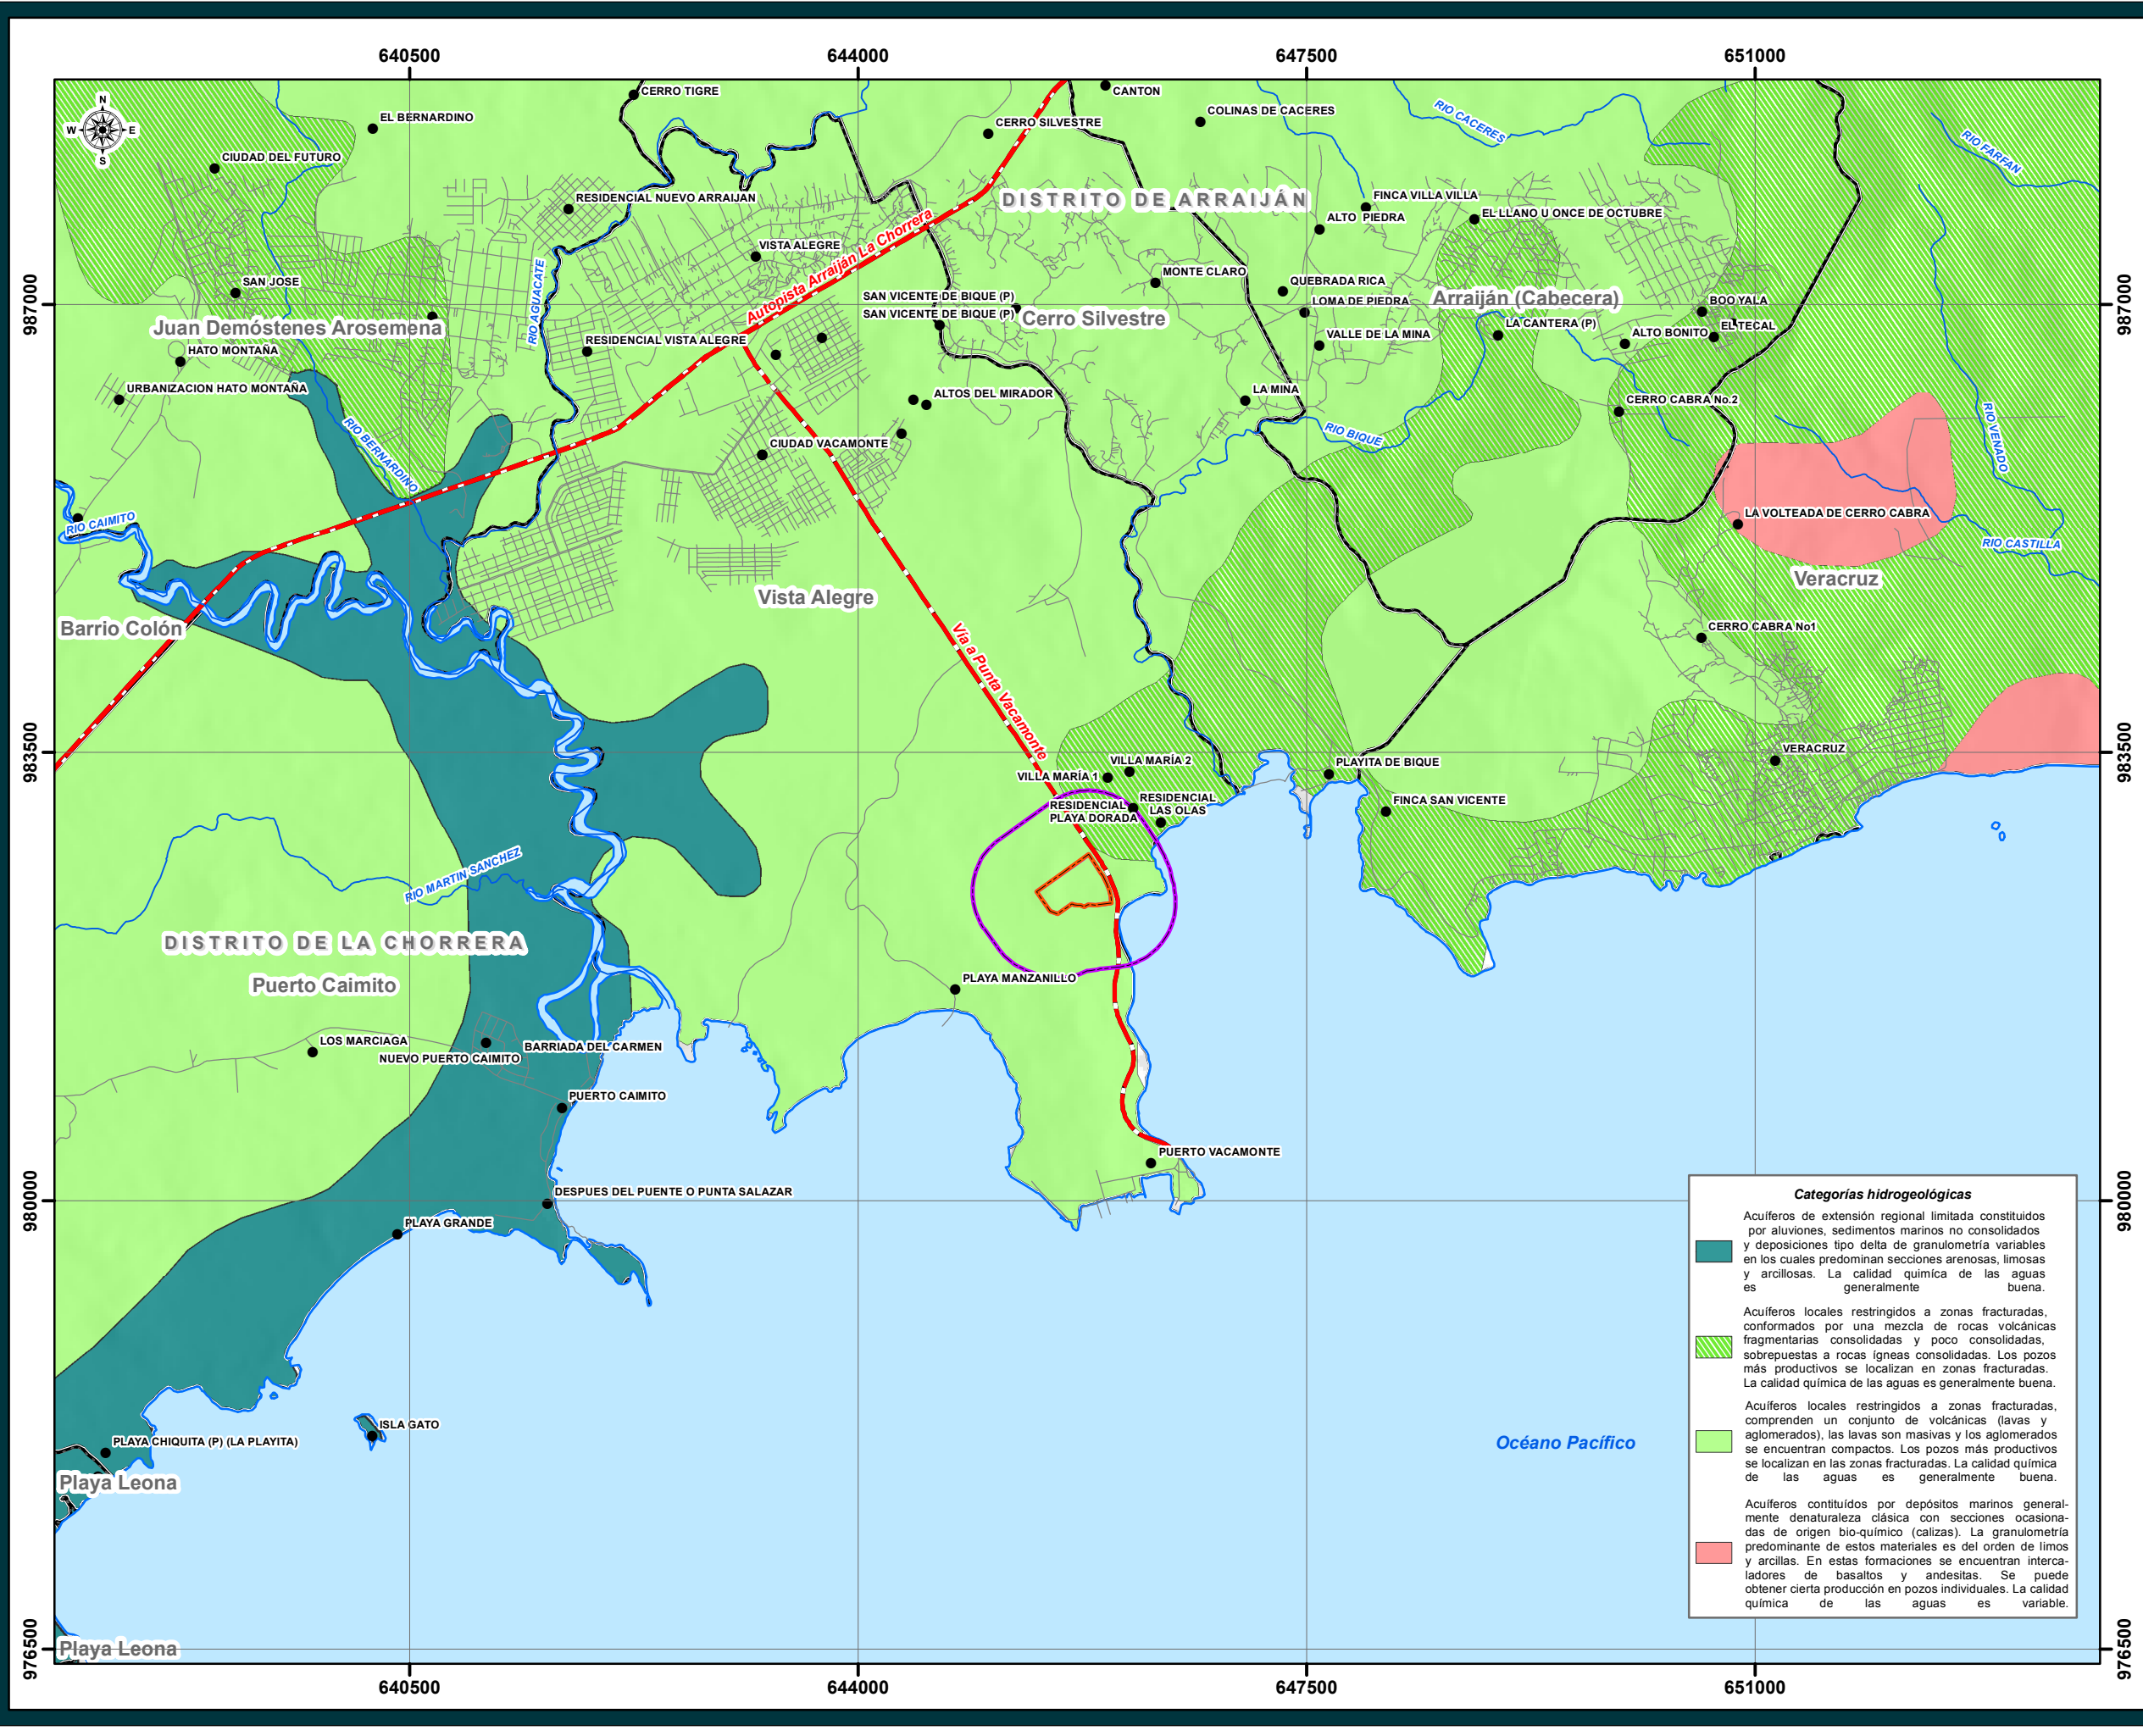 640500
644000
647500
651000
N
W
E
S
CERRO TIGRE
CANTON
EL BERNARDINO
COLINAS DE CACERES
RIO CACERES
CERRO SILVESTRE
RIO FARFAN
CIUDAD DEL FUTURO
RESIDENCIAL NUEVO ARRAIJAN
DISTRITO DE ARRAIJÁN
FINCA VILLA VILLA
ALTO PIEDRA
EL LLANO U ONCE DE OCTUBRE
VISTA ALEGRE
Autopista Arraiján La Chorrera
RIO AGUACATE
MONTE CLARO
SAN JOSE
QUEBRADA RICA
987000
987000
SAN VICENTE DE BIQUE (P)
SAN VICENTE DE BIQUE (P)
Cerro Silvestre
LOMA DE PIEDRA
Arraiján (Cabecera)
BOO YALA
Juan Demóstenes Arosemena
LA CANTERA (P)
ALTO BONITO
EL TECAL
VALLE DE LA MINA
RESIDENCIAL VISTA ALEGRE
HATO MONTAÑA
URBANIZACION HATO MONTAÑA
ALTOS DEL MIRADOR
LA MINA
CERRO CABRA No.2
RIO VENADO
RIO BIQUE
RIO BERNARDINO
CIUDAD VACAMONTE
LA VOLTEADA DE CERRO CABRA
RIO CAIMITO
RIO CASTILLA
Veracruz
Vista Alegre
Barrio Colón
CERRO CABRA No1
Vía a Punta Vacamonte
983500
983500
VERACRUZ
VILLA MARÍA 2
VILLA MARÍA 1
PLAYITA DE BIQUE
RESIDENCIAL
LAS OLAS
RESIDENCIAL
PLAYA DORADA
FINCA SAN VICENTE
RIO MARTIN SANCHEZ
DISTRITO DE LA CHORRERA
Puerto Caimito
PLAYA MANZANILLO
LOS MARCIAGA
BARRIADA DEL CARMEN
NUEVO PUERTO CAIMITO
PUERTO CAIMITO
PUERTO VACAMONTE
DESPUES DEL PUENTE O PUNTA SALAZAR
980000
980000
PLAYA GRANDE
ISLA GATO
PLAYA CHIQUITA (P) (LA PLAYITA)
Océano Pacífico
Playa Leona
Playa Leona
976500
976500
Categorías hidrogeológicas
Acuíferos de extensión regional limitada constituidos
por aluviones, sedimentos marinos no consolidados
y deposiciones tipo delta de granulometría variables
en los cuales predominan secciones arenosas, limosas
y arcillosas. La calidad quimíca de las aguas
es generalmente buena.
Acuíferos locales restringidos a zonas fracturadas,
conformados por una mezcla de rocas volcánicas
fragmentarias consolidadas y poco consolidadas,
sobrepuestas a rocas ígneas consolidadas. Los pozos
más productivos se localizan en zonas fracturadas.
La calidad química de las aguas es generalmente buena.
Acuíferos locales restringidos a zonas fracturadas,
comprenden un conjunto de volcánicas (lavas y
aglomerados), las lavas son masivas y los aglomerados
se encuentran compactos. Los pozos más productivos
se localizan en las zonas fracturadas. La calidad química
de las aguas es generalmente buena.
Acuíferos contituídos por depósitos marinos general-
mente denaturaleza clásica con secciones ocasiona-
das de origen bio-químico (calizas). La granulometría
predominante de estos materiales es del orden de limos
y arcillas. En estas formaciones se encuentran interca-
ladores de basaltos y andesitas. Se puede
obtener cierta producción en pozos individuales. La calidad
química de las aguas es variable.
640500
644000
647500
651000